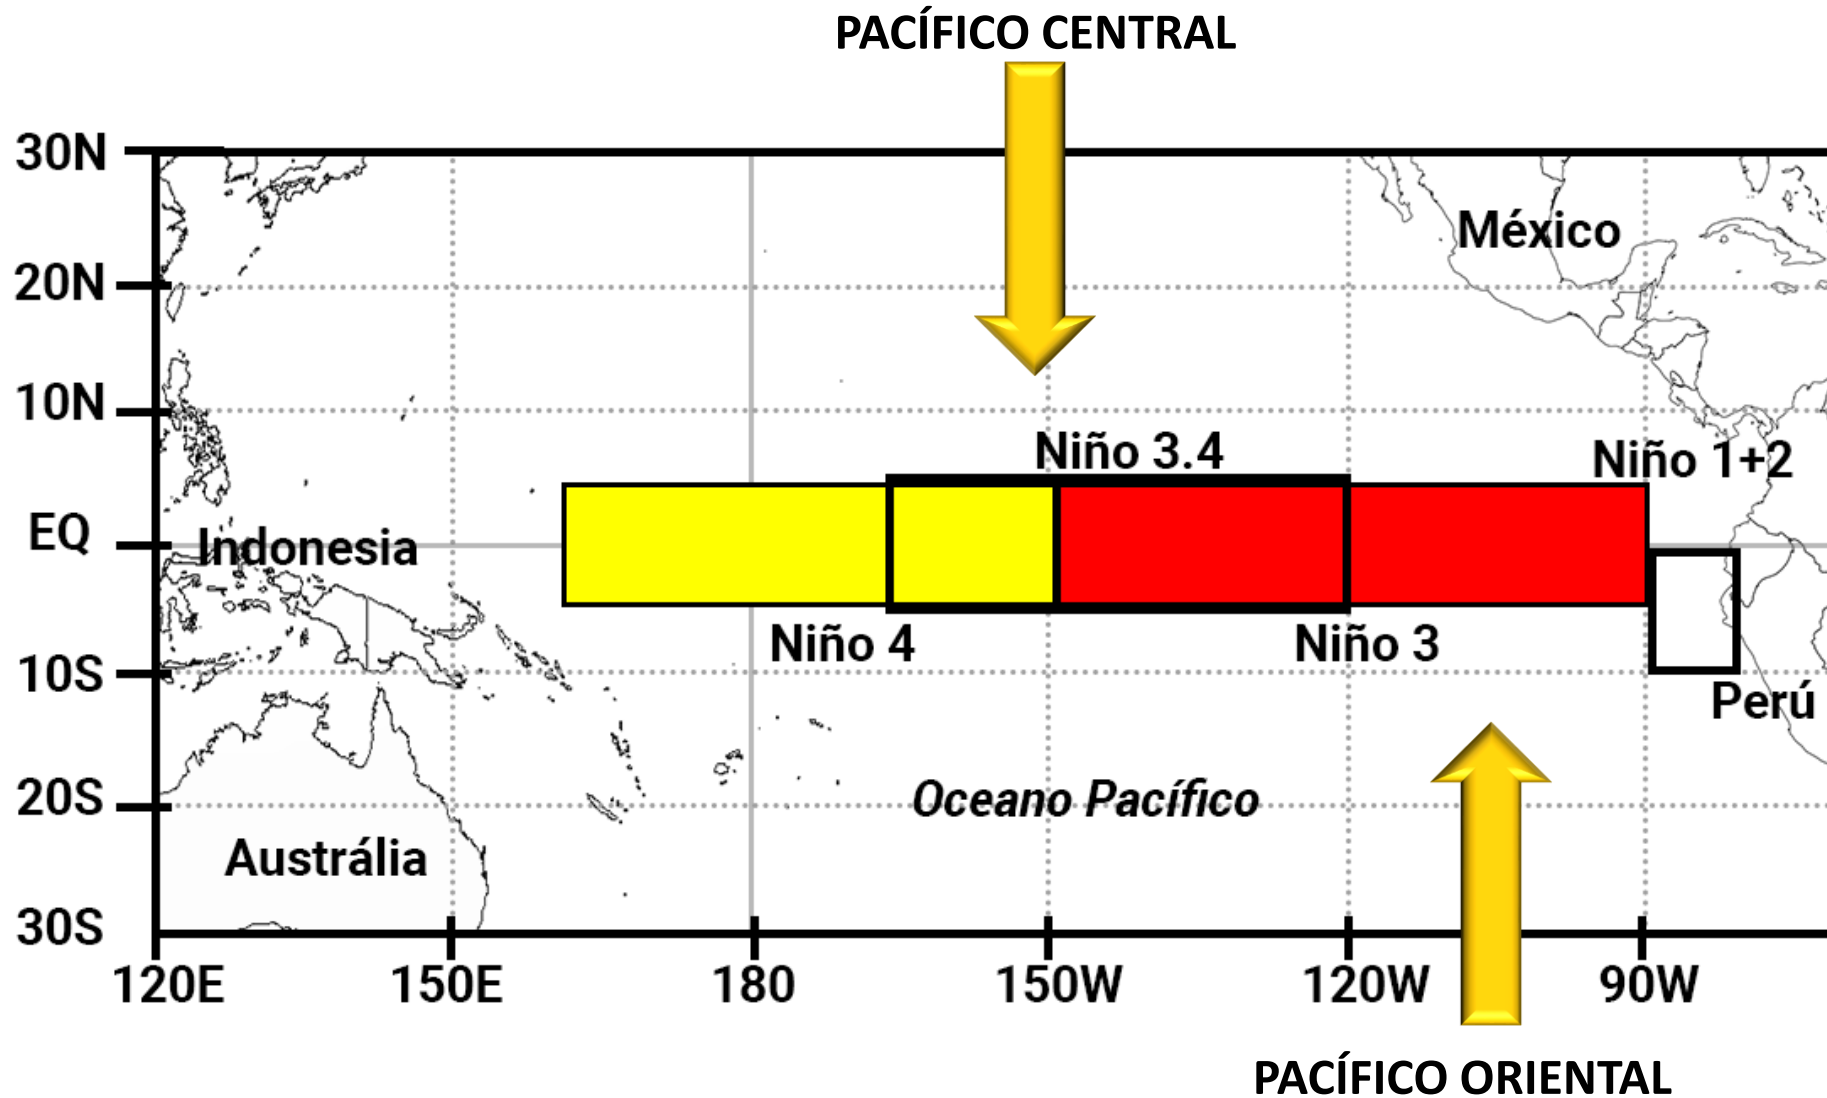 PACÍFICO CENTRAL
30N
México
20N
10N
Niño 3.4
Niño 1+2
EQ
Indonesia
Niño 4
Niño 3
10S
Perú
Oceano Pacífico
20S
Austrália
30S
120E 150E 180 150W 120W 90W
PACÍFICO ORIENTAL